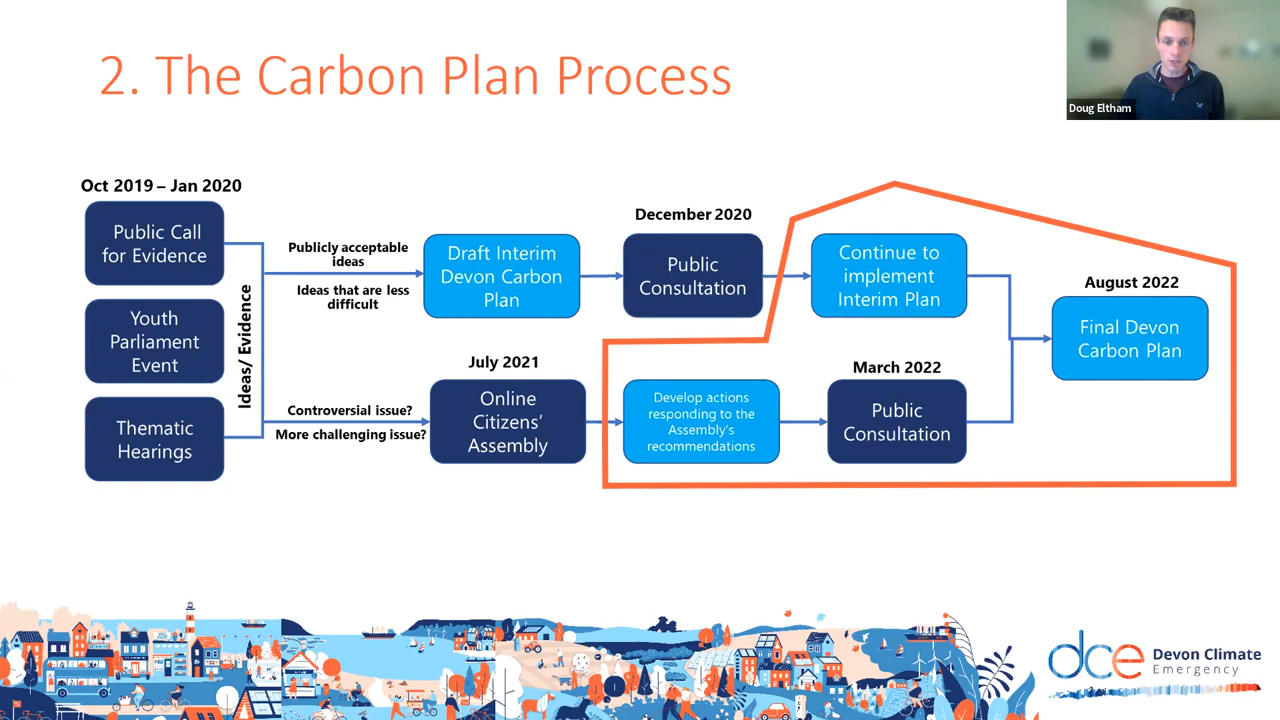 2. The Carbon Plan Process
Doug Eltham
Oct 2019 – Jan 2020
Public Call
for Evidence
Youth
Parliament
Event
Thematic
Hearings
Ideas/ Evidence
Publicly acceptable
ideas
Ideas that are less
difficult
Draft Interim
Devon Carbon
Plan
December 2020
Public
Consultation
Continue to
implement
Interim Plan
Controversial issue?
More challenging issue?
July 2021
Online
Citizens’
Assembly
Develop actions
responding to the
Assembly’s
recommendations
March 2022
Public
Consultation
August 2022
Final Devon
Carbon Plan
dce
Devon Climate
Emergency